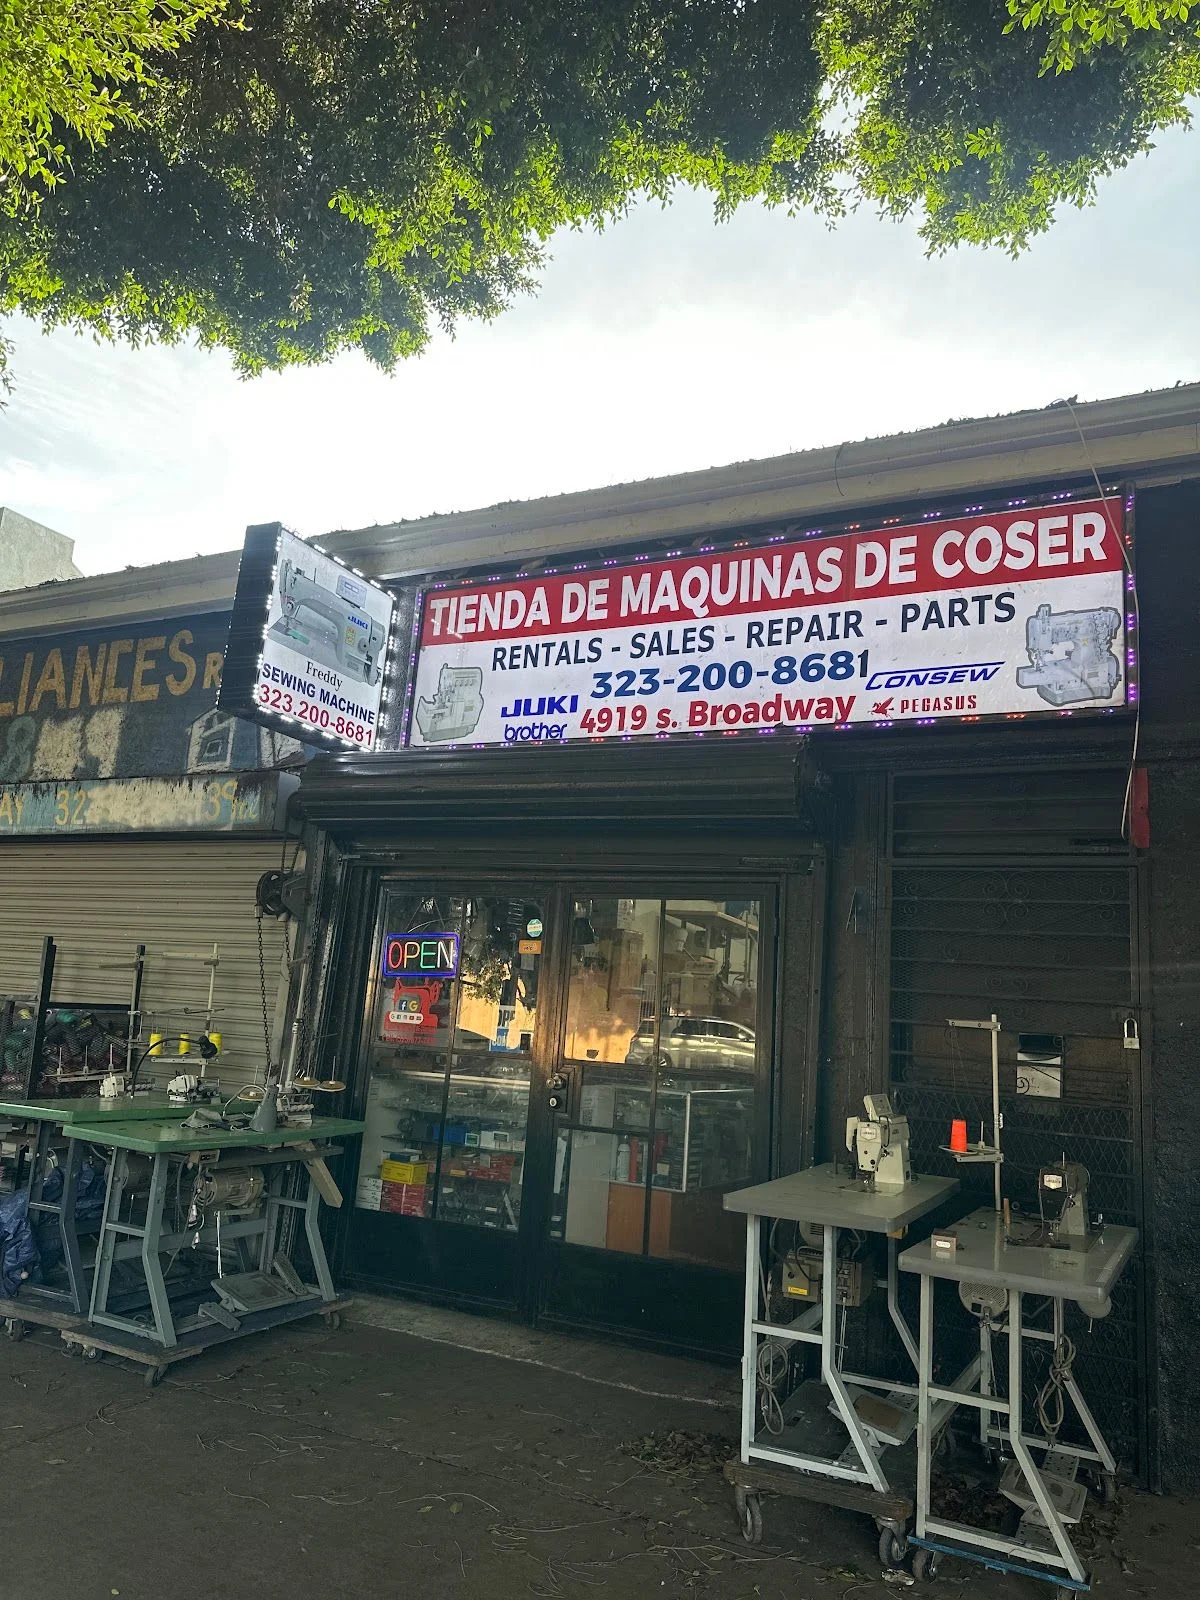 LIANCES
JUKI
Freddy
SEWING MACHINE
323.200-8681
TIENDA DE MAQUINAS DE COSER
RENTALS - SALES - REPAIR - PARTS
323-200-8681
JUKI
brother
4919 s. Broadway
CONSEW
PEGASUS
OPEN